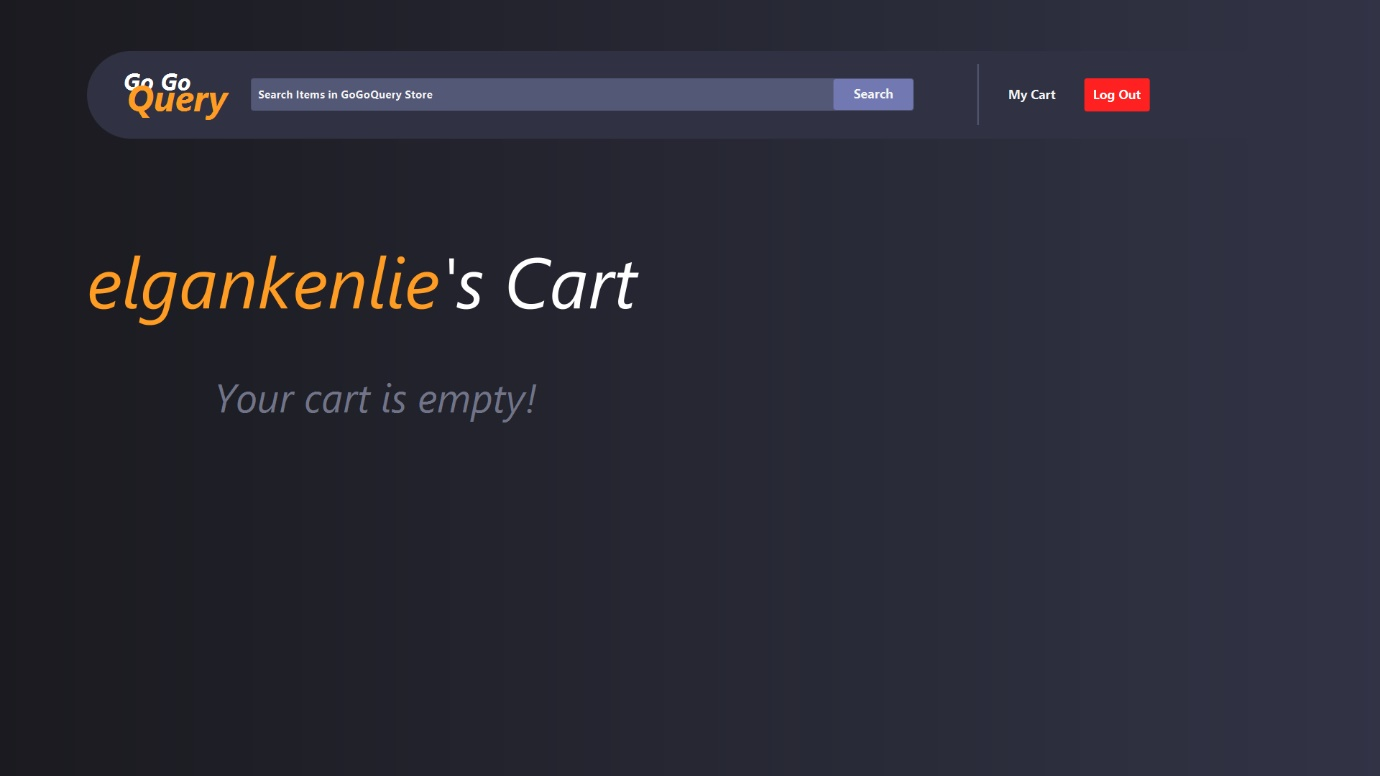 Go Go
Query
Search Items in GoGoQuery Store
Search
My Cart
Log Out
elgankenlie's Cart
Your cart is empty!